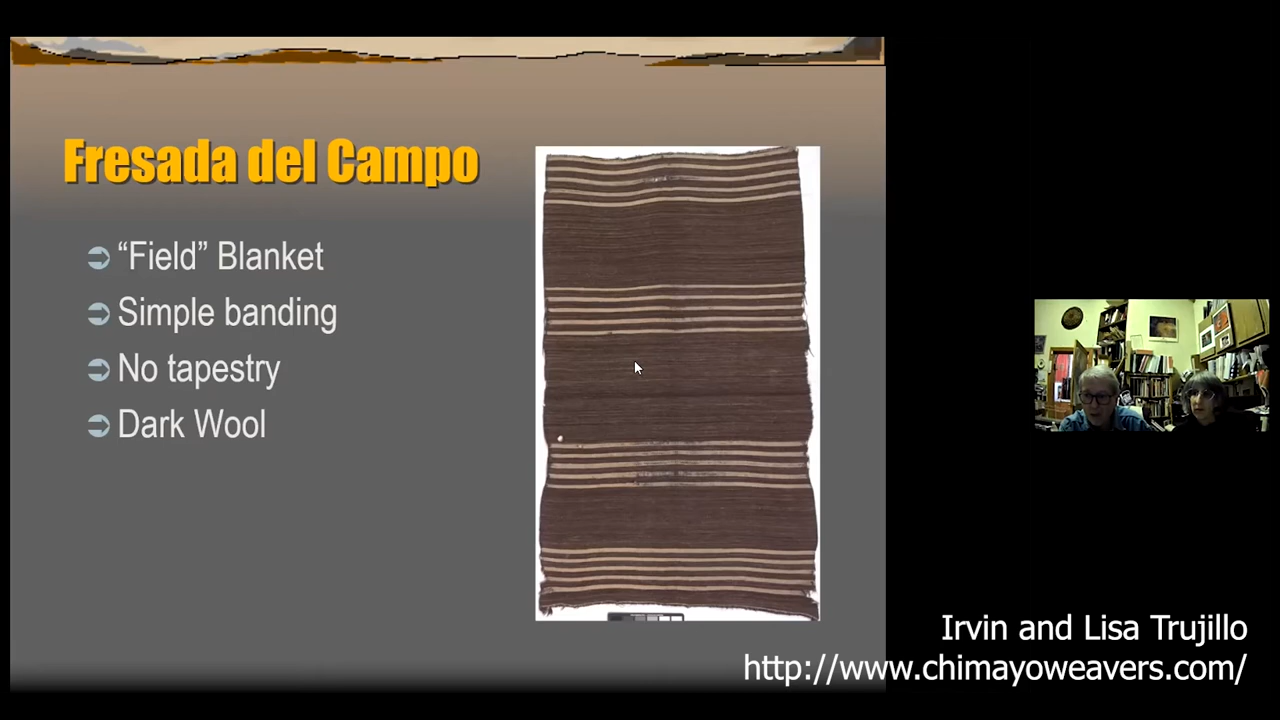 Fresada del Campo
“Field” Blanket
Simple banding
No tapestry
Dark Wool
Irvin and Lisa Trujillo
http://www.chimayoweavers.com/